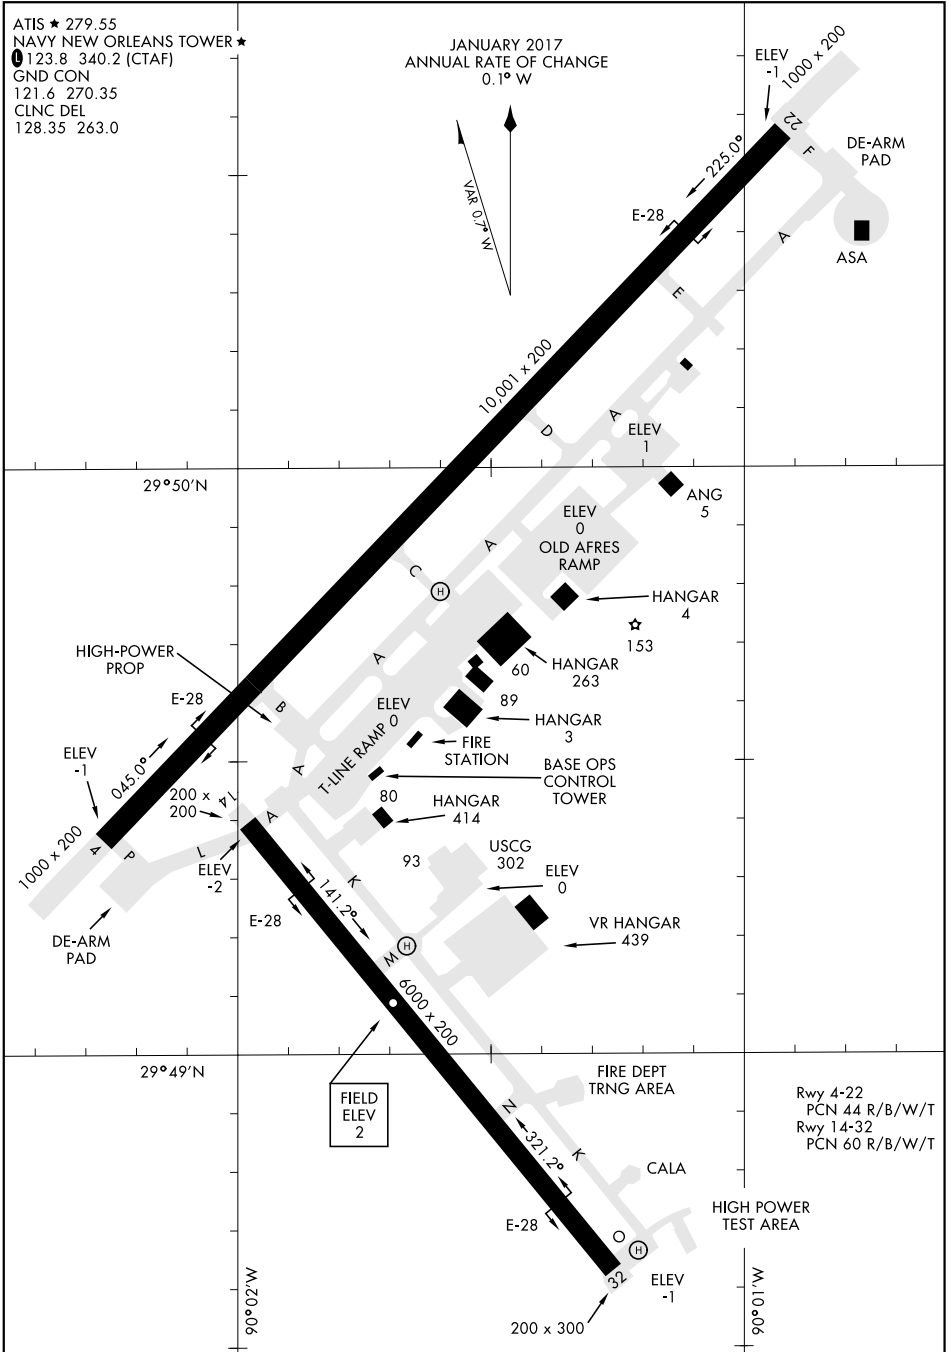 ATIS ★ 279.55
NAVY NEW ORLEANS TOWER ★
L 123.8 340.2 (CTAF)
GND CON
121.6 270.35
CLNC DEL
128.35 263.0
JANUARY 2017
ANNUAL RATE OF CHANGE
0.1° W
VAR 0.7° W
ELEV
-1
1000 x 200
22
F
DE-ARM
PAD
225.0°
E-28
A
ASA
E
10,001 x 200
D
A
ELEV
1
29°50'N
ANG
5
ELEV
0
OLD AFRES
RAMP
A
C
H
HANGAR
4
153
HIGH-POWER
PROP
A
60
HANGAR
263
E-28
B
ELEV
0
89
HANGAR
3
T-LINE RAMP
FIRE
STATION
ELEV
-1
045.0°
A
BASE OPS
CONTROL
TOWER
200 x
200
14
80
HANGAR
414
A
4
P
L
1000 x 200
ELEV
-2
K
93
USCG
302
ELEV
0
141.2°
E-28
VR HANGAR
439
DE-ARM
PAD
M
H
6000 x 200
29°49'N
FIELD
ELEV
2
FIRE DEPT
TRNG AREA
Rwy 4-22
PCN 44 R/B/W/T
Rwy 14-32
PCN 60 R/B/W/T
N
321.2°
K
CALA
HIGH POWER
TEST AREA
E-28
O
H
32
ELEV
-1
200 x 300
90°02'W
90°01'W